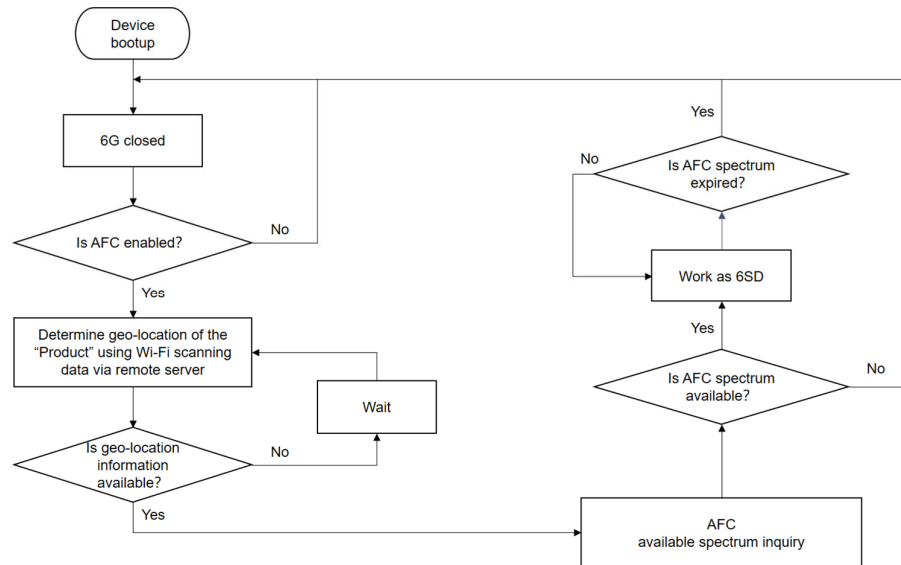 Device
bootup
6G closed
Is AFC enabled?
No
Yes
Determine geo-location of the
“Product” using Wi-Fi scanning
data via remote server
Wait
Is geo-location
information
available?
No
Yes
AFC
available spectrum inquiry
Is AFC spectrum
available?
No
Yes
Work as 6SD
Is AFC spectrum
expired?
No
Yes